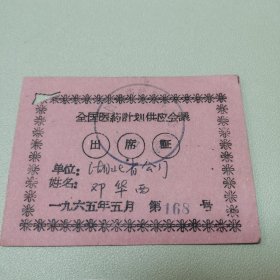 全国医药计划供应会议
出席证
单位：湖北省公司
姓名：邓华西
一九六五年五月 第168号